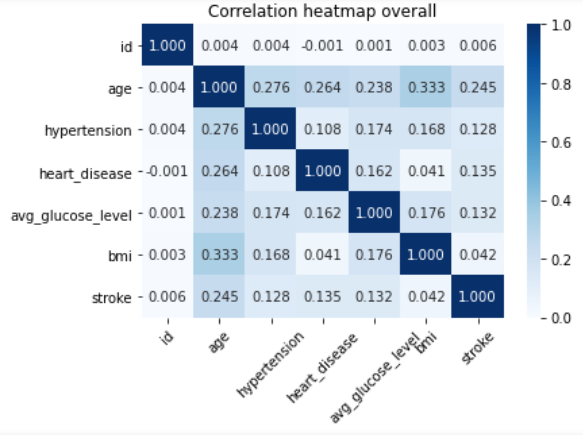 Correlation heatmap overall
id 1.000 0.004 0.004 -0.001 0.001 0.003 0.006
age 0.004 1.000 0.276 0.264 0.238 0.333 0.245
hypertension 0.004 0.276 1.000 0.108 0.174 0.168 0.128
heart_disease -0.001 0.264 0.108 1.000 0.162 0.041 0.135
avg_glucose_level 0.001 0.238 0.174 0.162 1.000 0.176 0.132
bmi 0.003 0.333 0.168 0.041 0.176 1.000 0.042
stroke 0.006 0.245 0.128 0.135 0.132 0.042 1.000
id age hypertension heart_disease avg_glucose_level bmi stroke
1.0
0.8
0.6
0.4
0.2
0.0